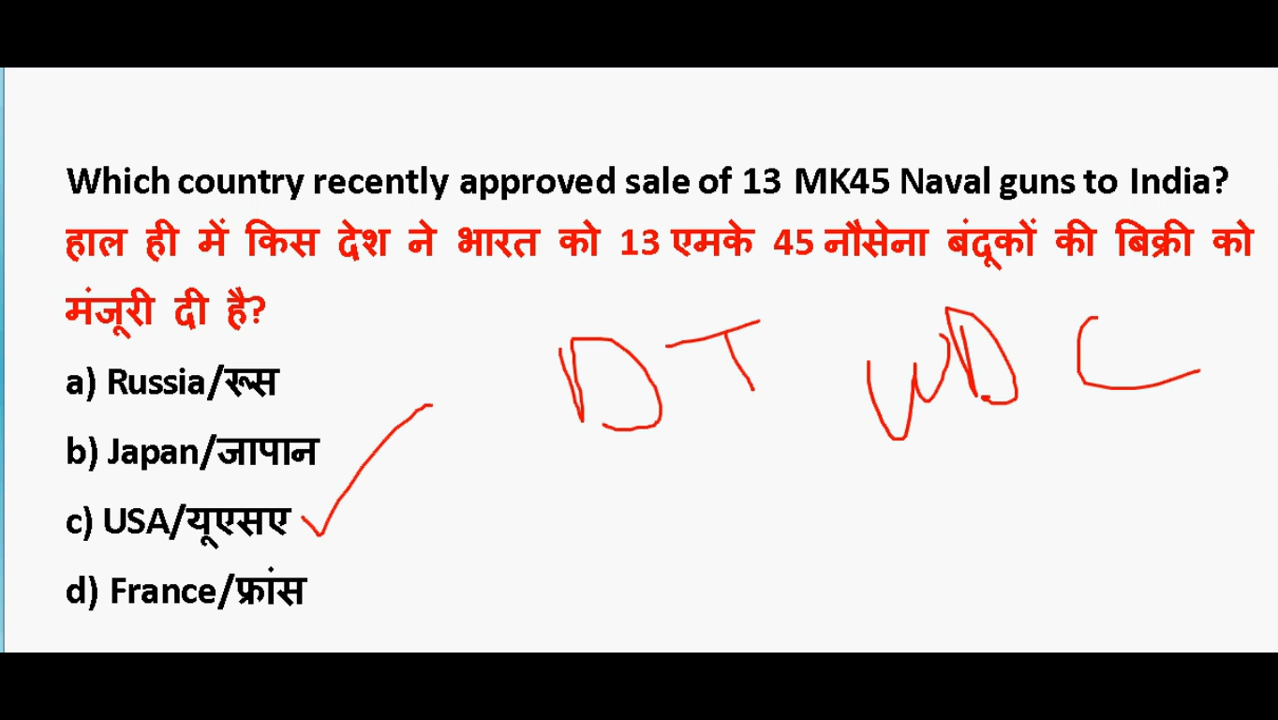 Which country recently approved sale of 13 MK45 Naval guns to India?
हाल ही में किस देश ने भारत को 13 एमके 45 नौसेना बंदूकों की बिक्री को
मंजूरी दी है?
DT WDC
a) Russia/रूस
b) Japan/जापान
c) USA/यूएसए
d) France/फ्रांस